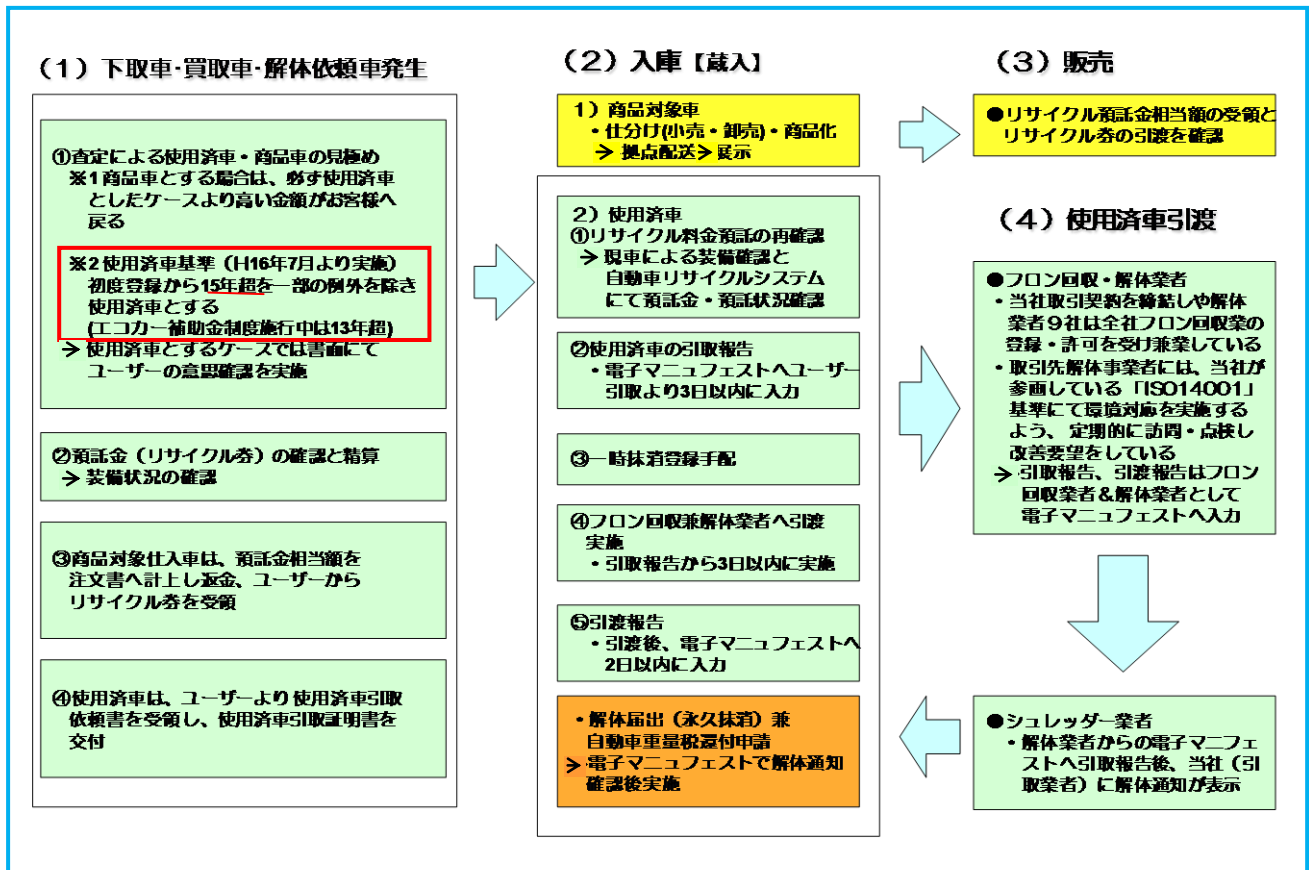 (1) 下取車･買取車･解体依頼車発生
①査定による使用済車・商品車の見極め
※1商品車とする場合は、必ず使用済車
としたケースより高い金額がお客様へ
戻る
※2使用済車基準(H16年7月より実施)
初度登録から15年超を一部の例外を除き
使用済車とする
(エコカー補助金制度施行中は13年超)
→ 使用済車とするケースでは書面にて
ユーザーの意思確認を実施
②預託金(リサイクル券)の確認と精算
→ 装備状況の確認
③商品対象仕入車は、預託金相当額を
注文書へ計上し返金、ユーザーから
リサイクル券を受領
④使用済車は、ユーザーより使用済車引取
依頼書を受領し、使用済車引取証明書を
交付
(2) 入庫【蔵入】
1) 商品対象車
・仕分け(小売・卸売)・商品化
→ 拠点配送→展示
2) 使用済車
①リサイクル料金預託の再確認
→ 現車による装備確認と
自動車リサイクルシステム
にて預託金・預託状況確認
②使用済車の引取報告
・電子マニュフェストへユーザー
引取より3日以内に入力
③一時抹消登録手配
④フロン回収兼解体業者へ引渡
実施
・引取報告から3日以内に実施
⑤引渡報告
・引渡後、電子マニュフェストへ
2日以内に入力
・解体届出(永久抹消)兼
自動車重量税還付申請
→ 電子マニュフェストで解体通知
確認後実施
(3) 販売
●リサイクル預託金相当額の受領と
リサイクル券の引渡を確認
(4) 使用済車引渡
●フロン回収・解体業者
・当社取引契約を締結しや解体
業者9社は全社フロン回収業の
登録・許可を受け兼業している
・取引先解体事業者には、当社が
参画している「ISO14001」
基準にて環境対応を実施する
よう、定期的に訪問・点検し
改善要望をしている
→ 引取報告、引渡報告はフロン
回収業者&解体業者として
電子マニュフェストへ入力
●シュレッダー業者
・解体業者からの電子マニフェ
ストへ引取報告後、当社(引
取業者)に解体通知が表示